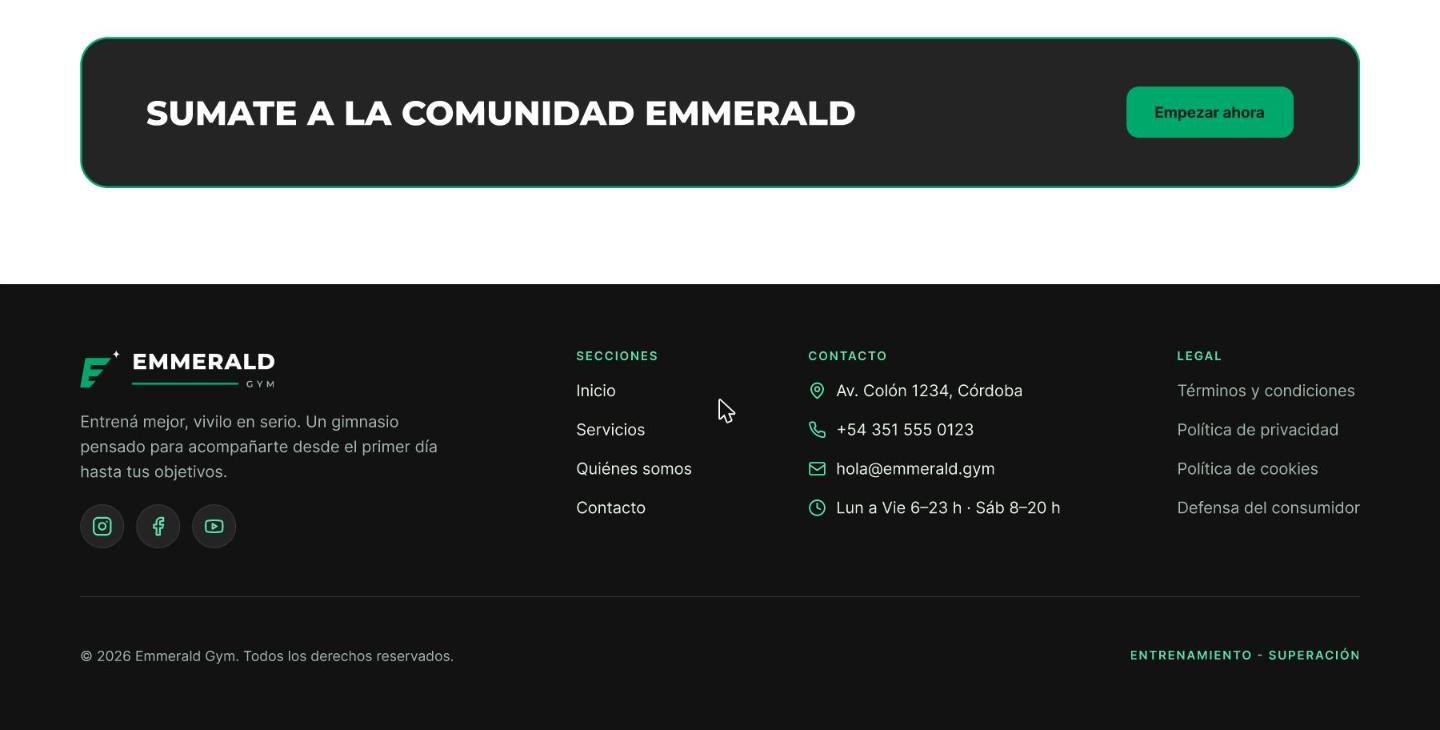 SUMATE A LA COMUNIDAD EMMERALD
Empezar ahora
EMMERALD
GYM
Entrená mejor, vivilo en serio. Un gimnasio
pensado para acompañarte desde el primer día
hasta tus objetivos.
SECCIONES
Inicio
Servicios
Quiénes somos
Contacto
CONTACTO
Av. Colón 1234, Córdoba
+54 351 555 0123
hola@emmerald.gym
Lun a Vie 6–23 h · Sáb 8–20 h
LEGAL
Términos y condiciones
Política de privacidad
Política de cookies
Defensa del consumidor
© 2026 Emmerald Gym. Todos los derechos reservados.
ENTRENAMIENTO - SUPERACIÓN